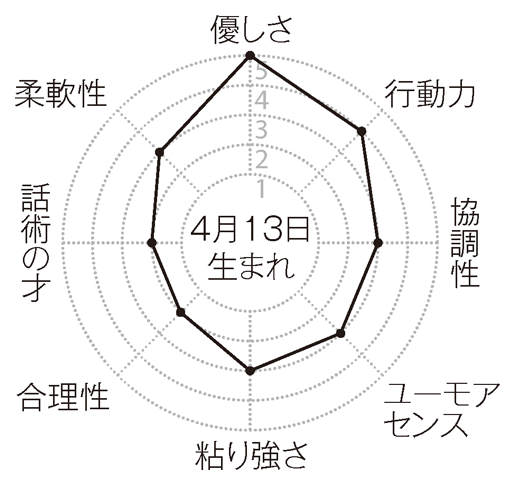 優しさ
柔軟性
行動力
5
4
3
2
1
話術の才
4月13日
生まれ
協調性
合理性
ユーモア
センス
粘り強さ